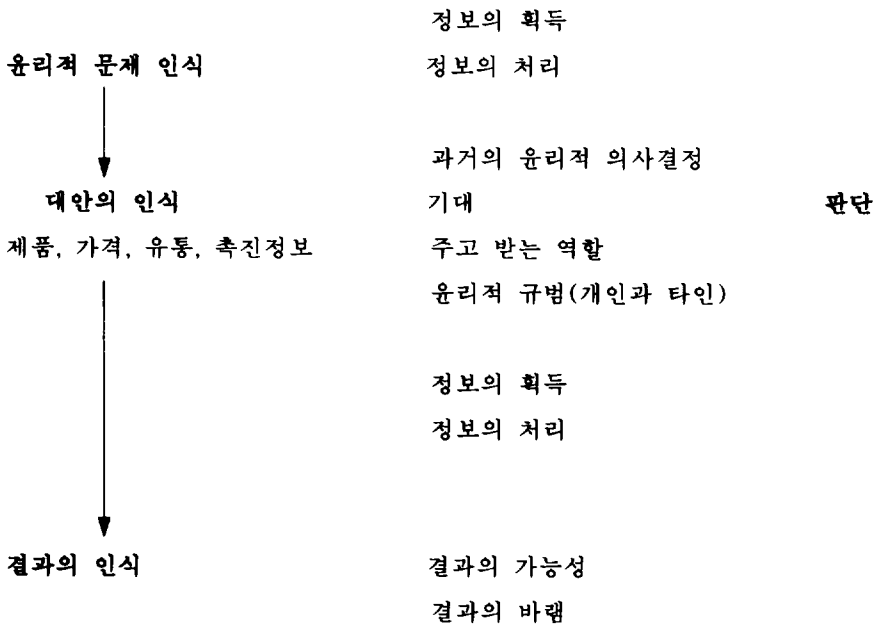 정보의 획득
윤리적 문제 인식 정보의 처리
과거의 윤리적 의사결정
대안의 인식 기대 판단
제품, 가격, 유통, 촉진정보 주고 받는 역할
윤리적 규범(개인과 타인)
정보의 획득
정보의 처리
결과의 인식 결과의 가능성
결과의 바램